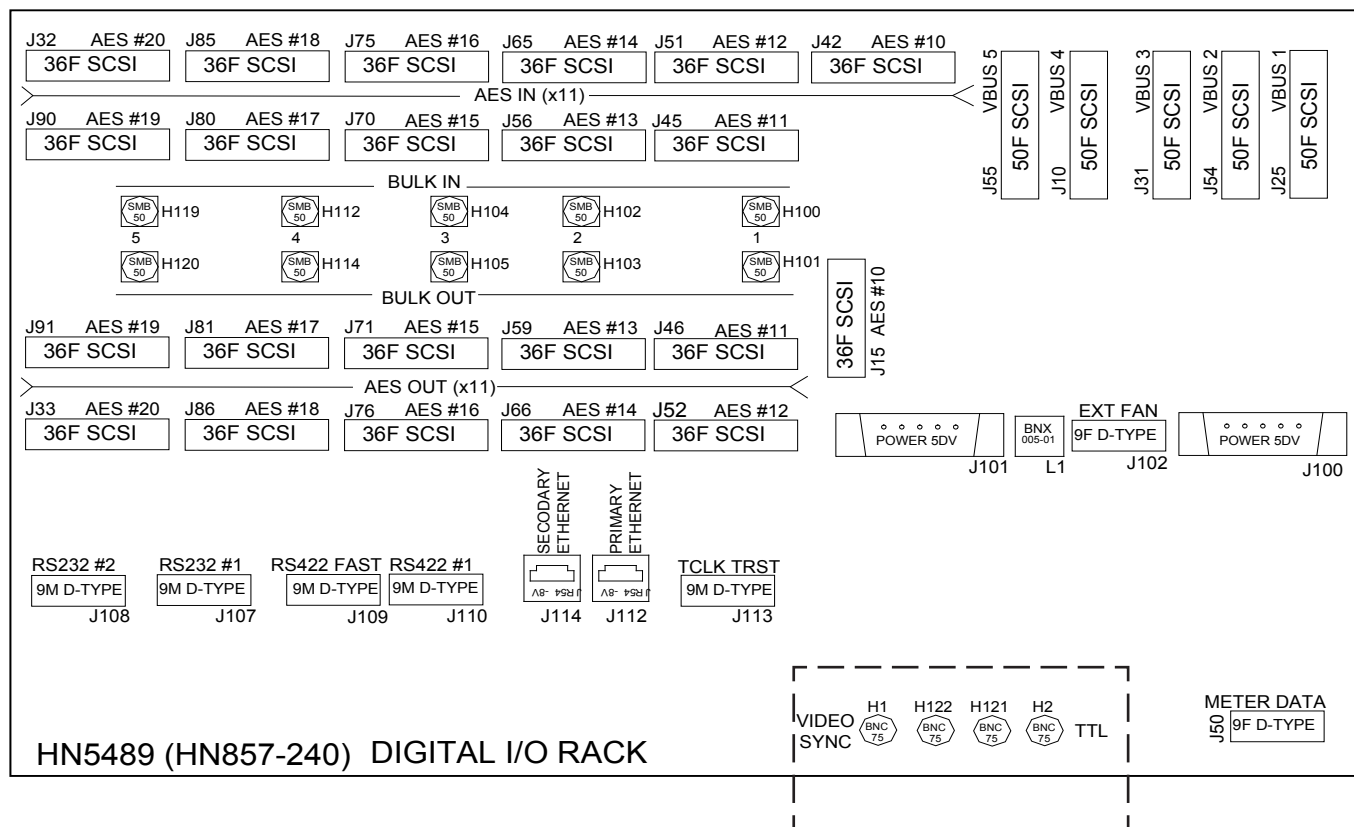 J32 AES #20 J85 AES #18 J75 AES #16 J65 AES #14 J51 AES #12 J42 AES #10
36F SCSI 36F SCSI 36F SCSI 36F SCSI 36F SCSI 36F SCSI
AES IN (x11)
J90 AES #19 J80 AES #17 J70 AES #15 J56 AES #13 J45 AES #11
36F SCSI 36F SCSI 36F SCSI 36F SCSI 36F SCSI
J55 VBUS 5
50F SCSI
J10 VBUS 4
50F SCSI
J31 VBUS 3
50F SCSI
J54 VBUS 2
50F SCSI
J25 VBUS 1
50F SCSI
BULK IN
SMB 50 H119 SMB 50 H112 SMB 50 H104 SMB 50 H102 SMB 50 H100
5 4 3 2 1
SMB 50 H120 SMB 50 H114 SMB 50 H105 SMB 50 H103 SMB 50 H101
BULK OUT
36F SCSI
J15 AES #10
J91 AES #19 J81 AES #17 J71 AES #15 J59 AES #13 J46 AES #11
36F SCSI 36F SCSI 36F SCSI 36F SCSI 36F SCSI
AES OUT (x11)
J33 AES #20 J86 AES #18 J76 AES #16 J66 AES #14 J52 AES #12
36F SCSI 36F SCSI 36F SCSI 36F SCSI 36F SCSI
POWER 5DV
J101
BNX
005-01
L1
EXT FAN
9F D-TYPE
J102
POWER 5DV
J100
RS232 #2
9M D-TYPE
J108
RS232 #1
9M D-TYPE
J107
RS422 FAST
9M D-TYPE
J109
RS422 #1
9M D-TYPE
J110
SECODARY
ETHERNET
JR54 -8V
J114
PRIMARY
ETHERNET
JR54 -8V
J112
TCLK TRST
9M D-TYPE
J113
VIDEO
SYNC
H1 H122 H121 H2
BNC 75 BNC 75 BNC 75 BNC 75
TTL
METER DATA
J50 9F D-TYPE
HN5489 (HN857-240) DIGITAL I/O RACK